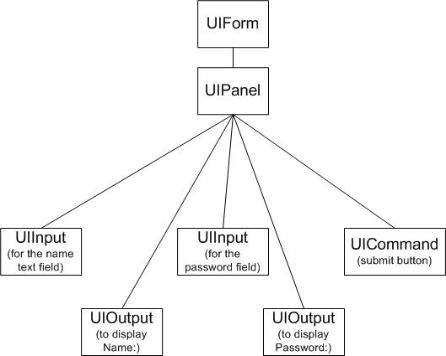 UIForm
UIPanel
UIInput
(for the name
text field)
UIInput
(for the
password field)
UICommand
(submit button)
UIOutput
(to display
Name:)
UIOutput
(to display
Password:)